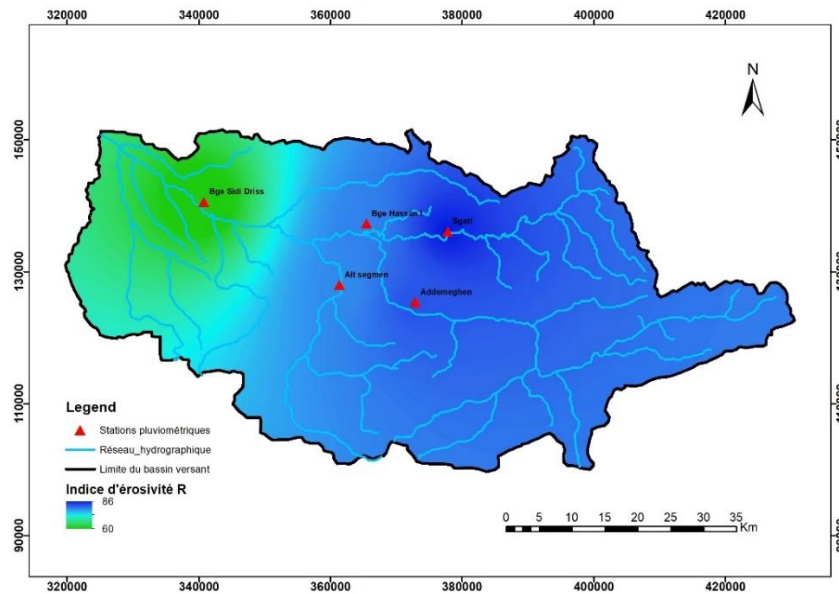 320000 340000 360000 380000 400000 420000
N
150000
130000
110000
90000
Bge Sidi Driss
Bge Hassan I
Sgatt
Aït segmen
Addemeghen
Legend
Stations pluviométriques
Réseau_hydrographique
Limite du bassin versant
Indice d'érosivité R
86
60
0 5 10 15 20 25 30 35
Km
320000 340000 360000 380000 400000 420000